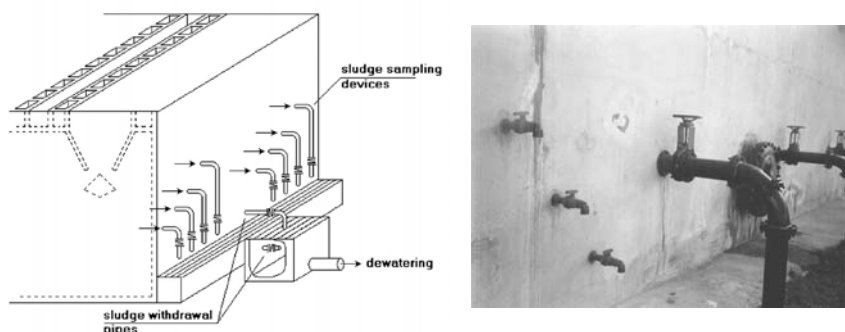 sludge sampling
devices
dewatering
sludge withdrawal
pipes